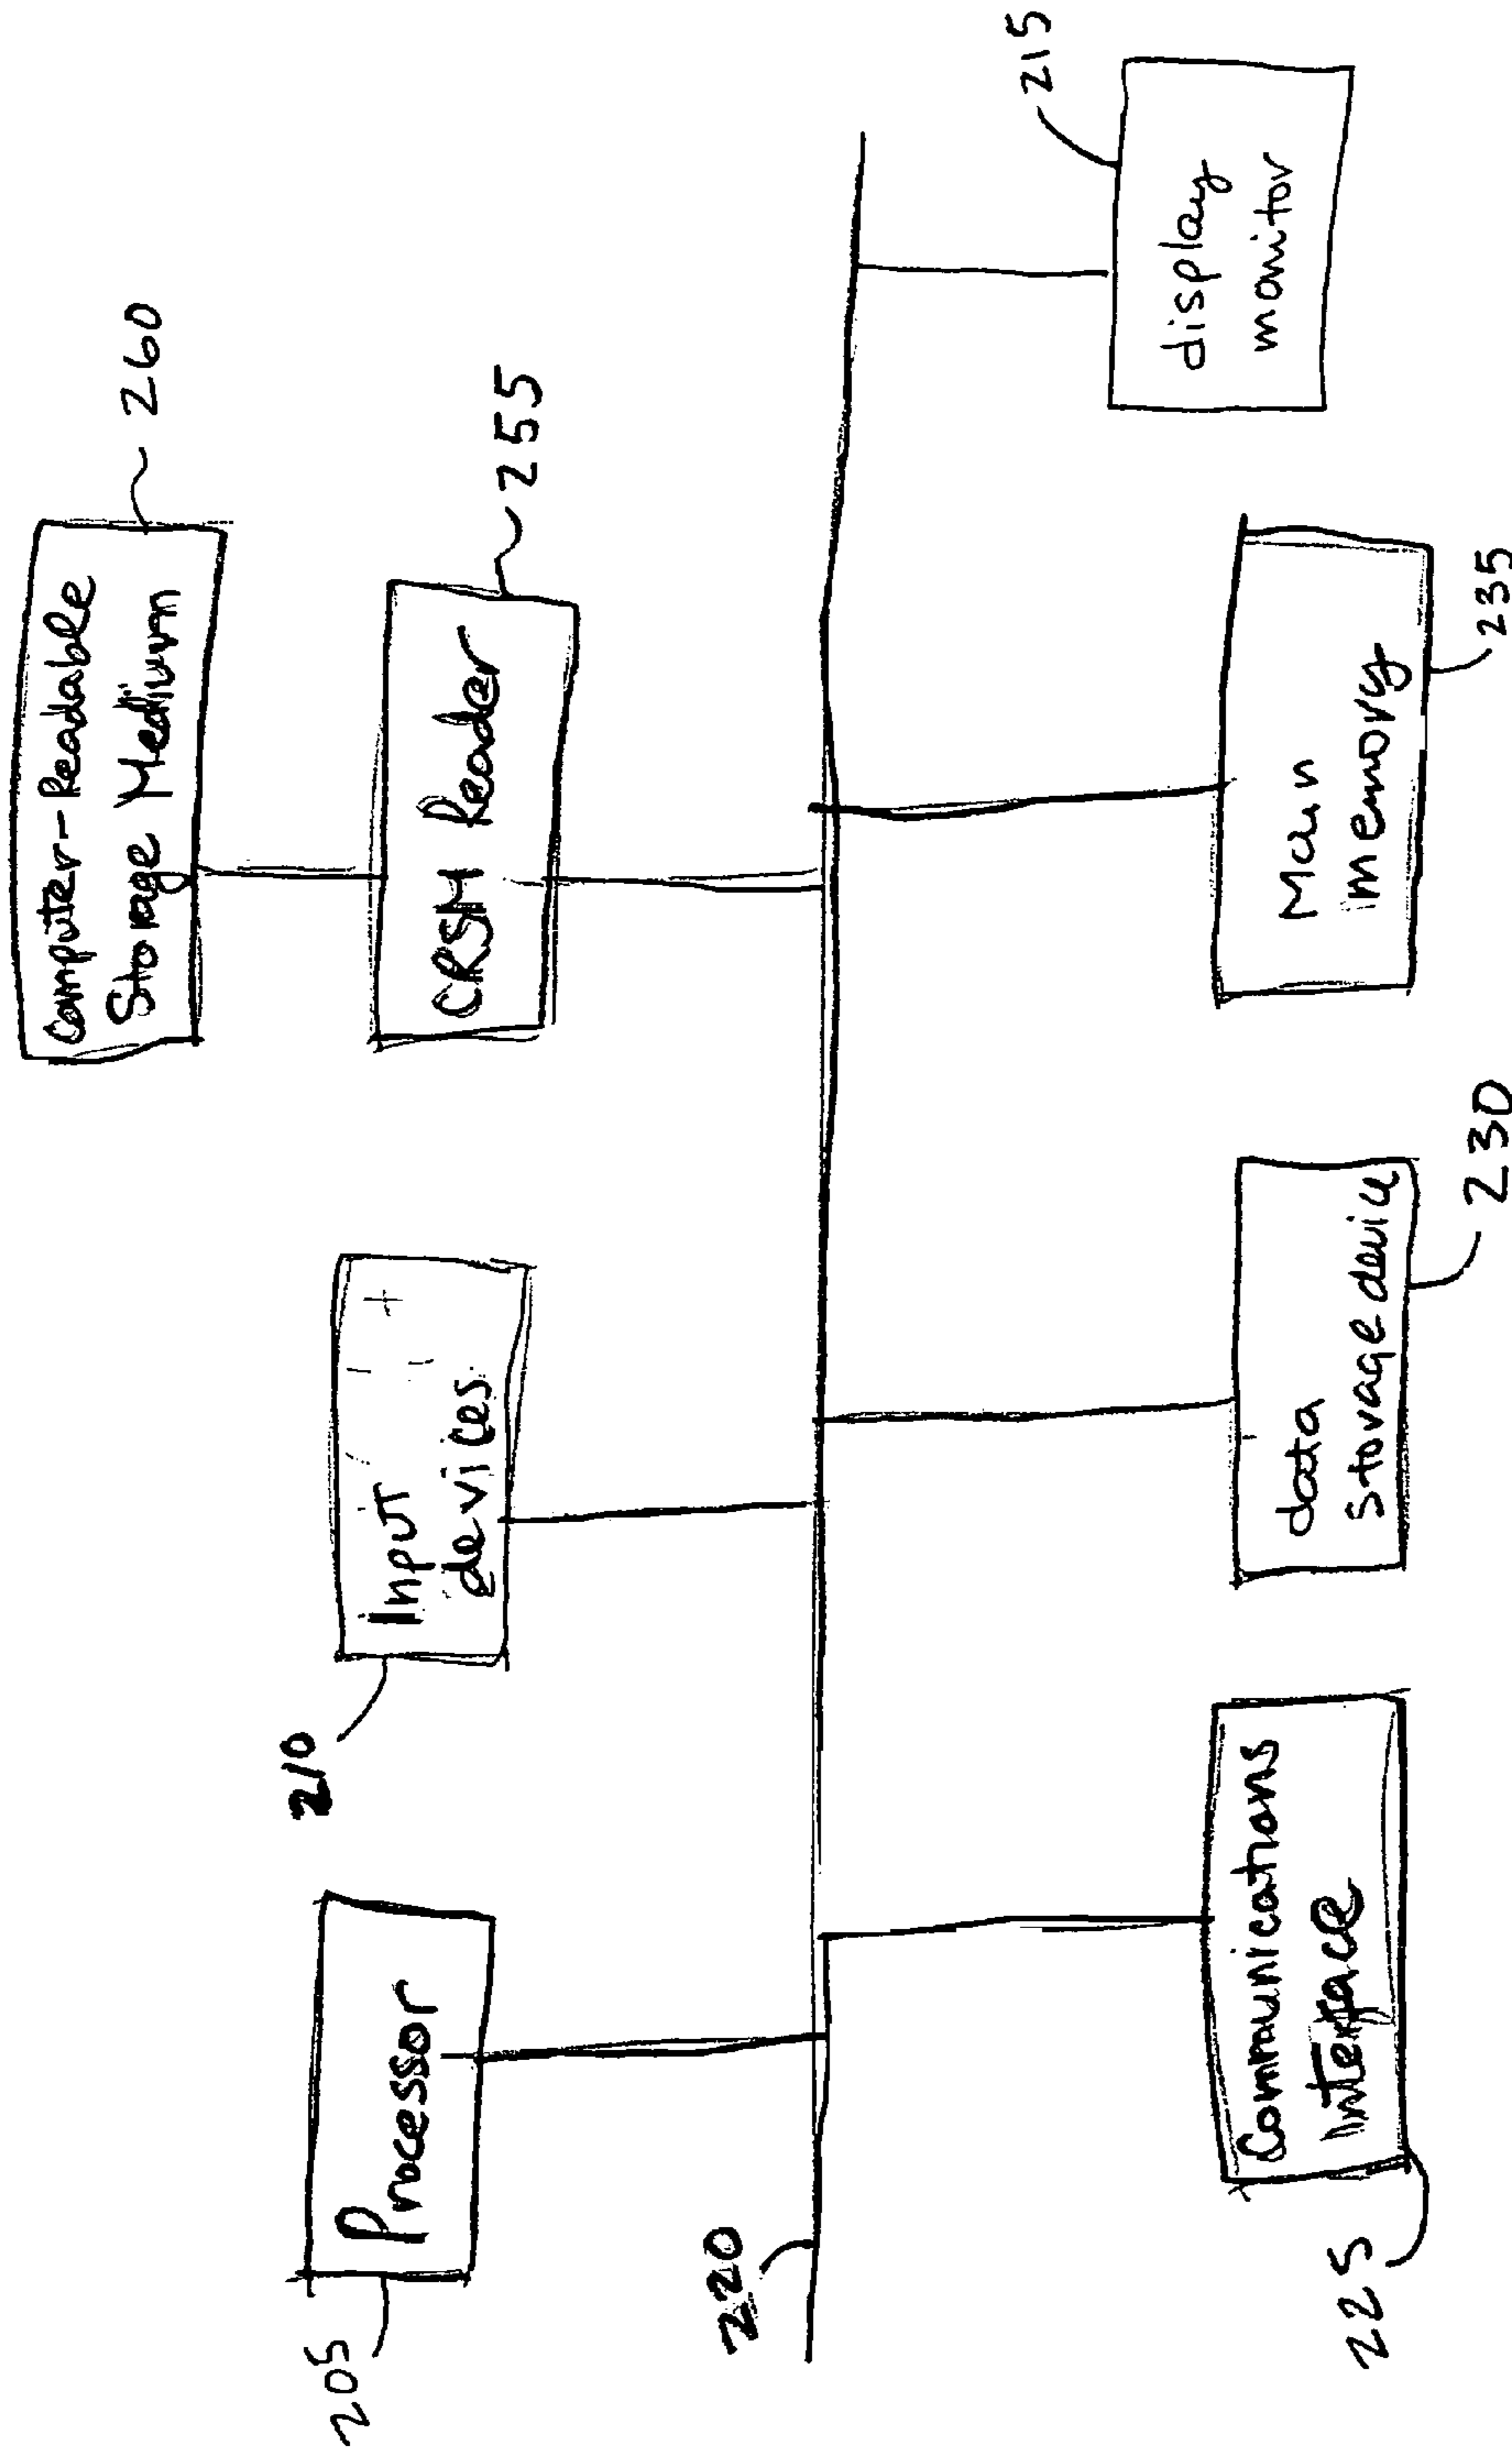 Computer-Readable
Storage Medium
260
CRSM Reader
255
Input
devices
210
Processor
205
220
215
display
monitor
Main
memory
235
data
storage device
230
Communications
Interface
225